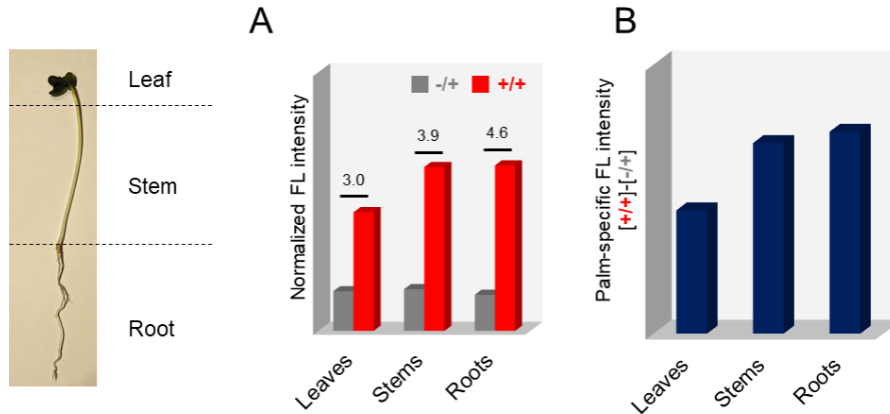 Leaf
Stem
Root
A
Normalized FL intensity
-/+ +/+
3.0
3.9
4.6
Leaves
Stems
Roots
B
Palm-specific FL intensity
[+/+]-[-/+]
Leaves
Stems
Roots